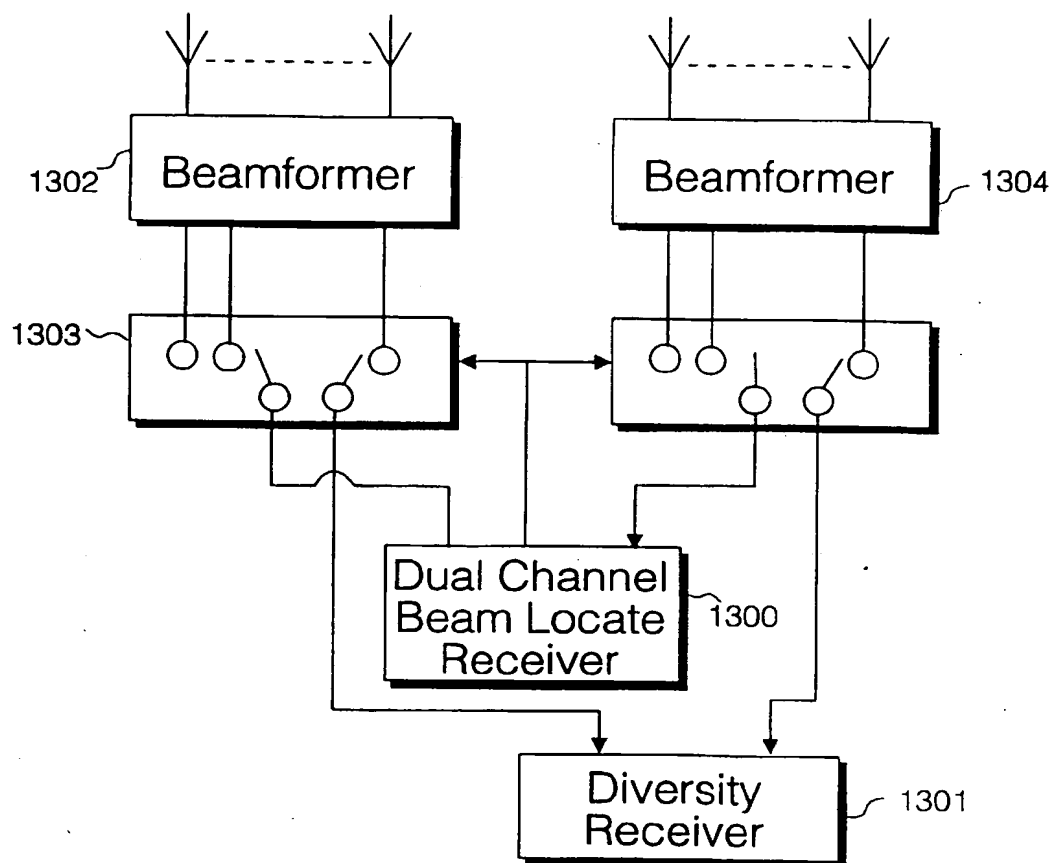 1302
Beamformer
Beamformer
1304
1303
Dual Channel
Beam Locate
Receiver
1300
Diversity
Receiver
1301